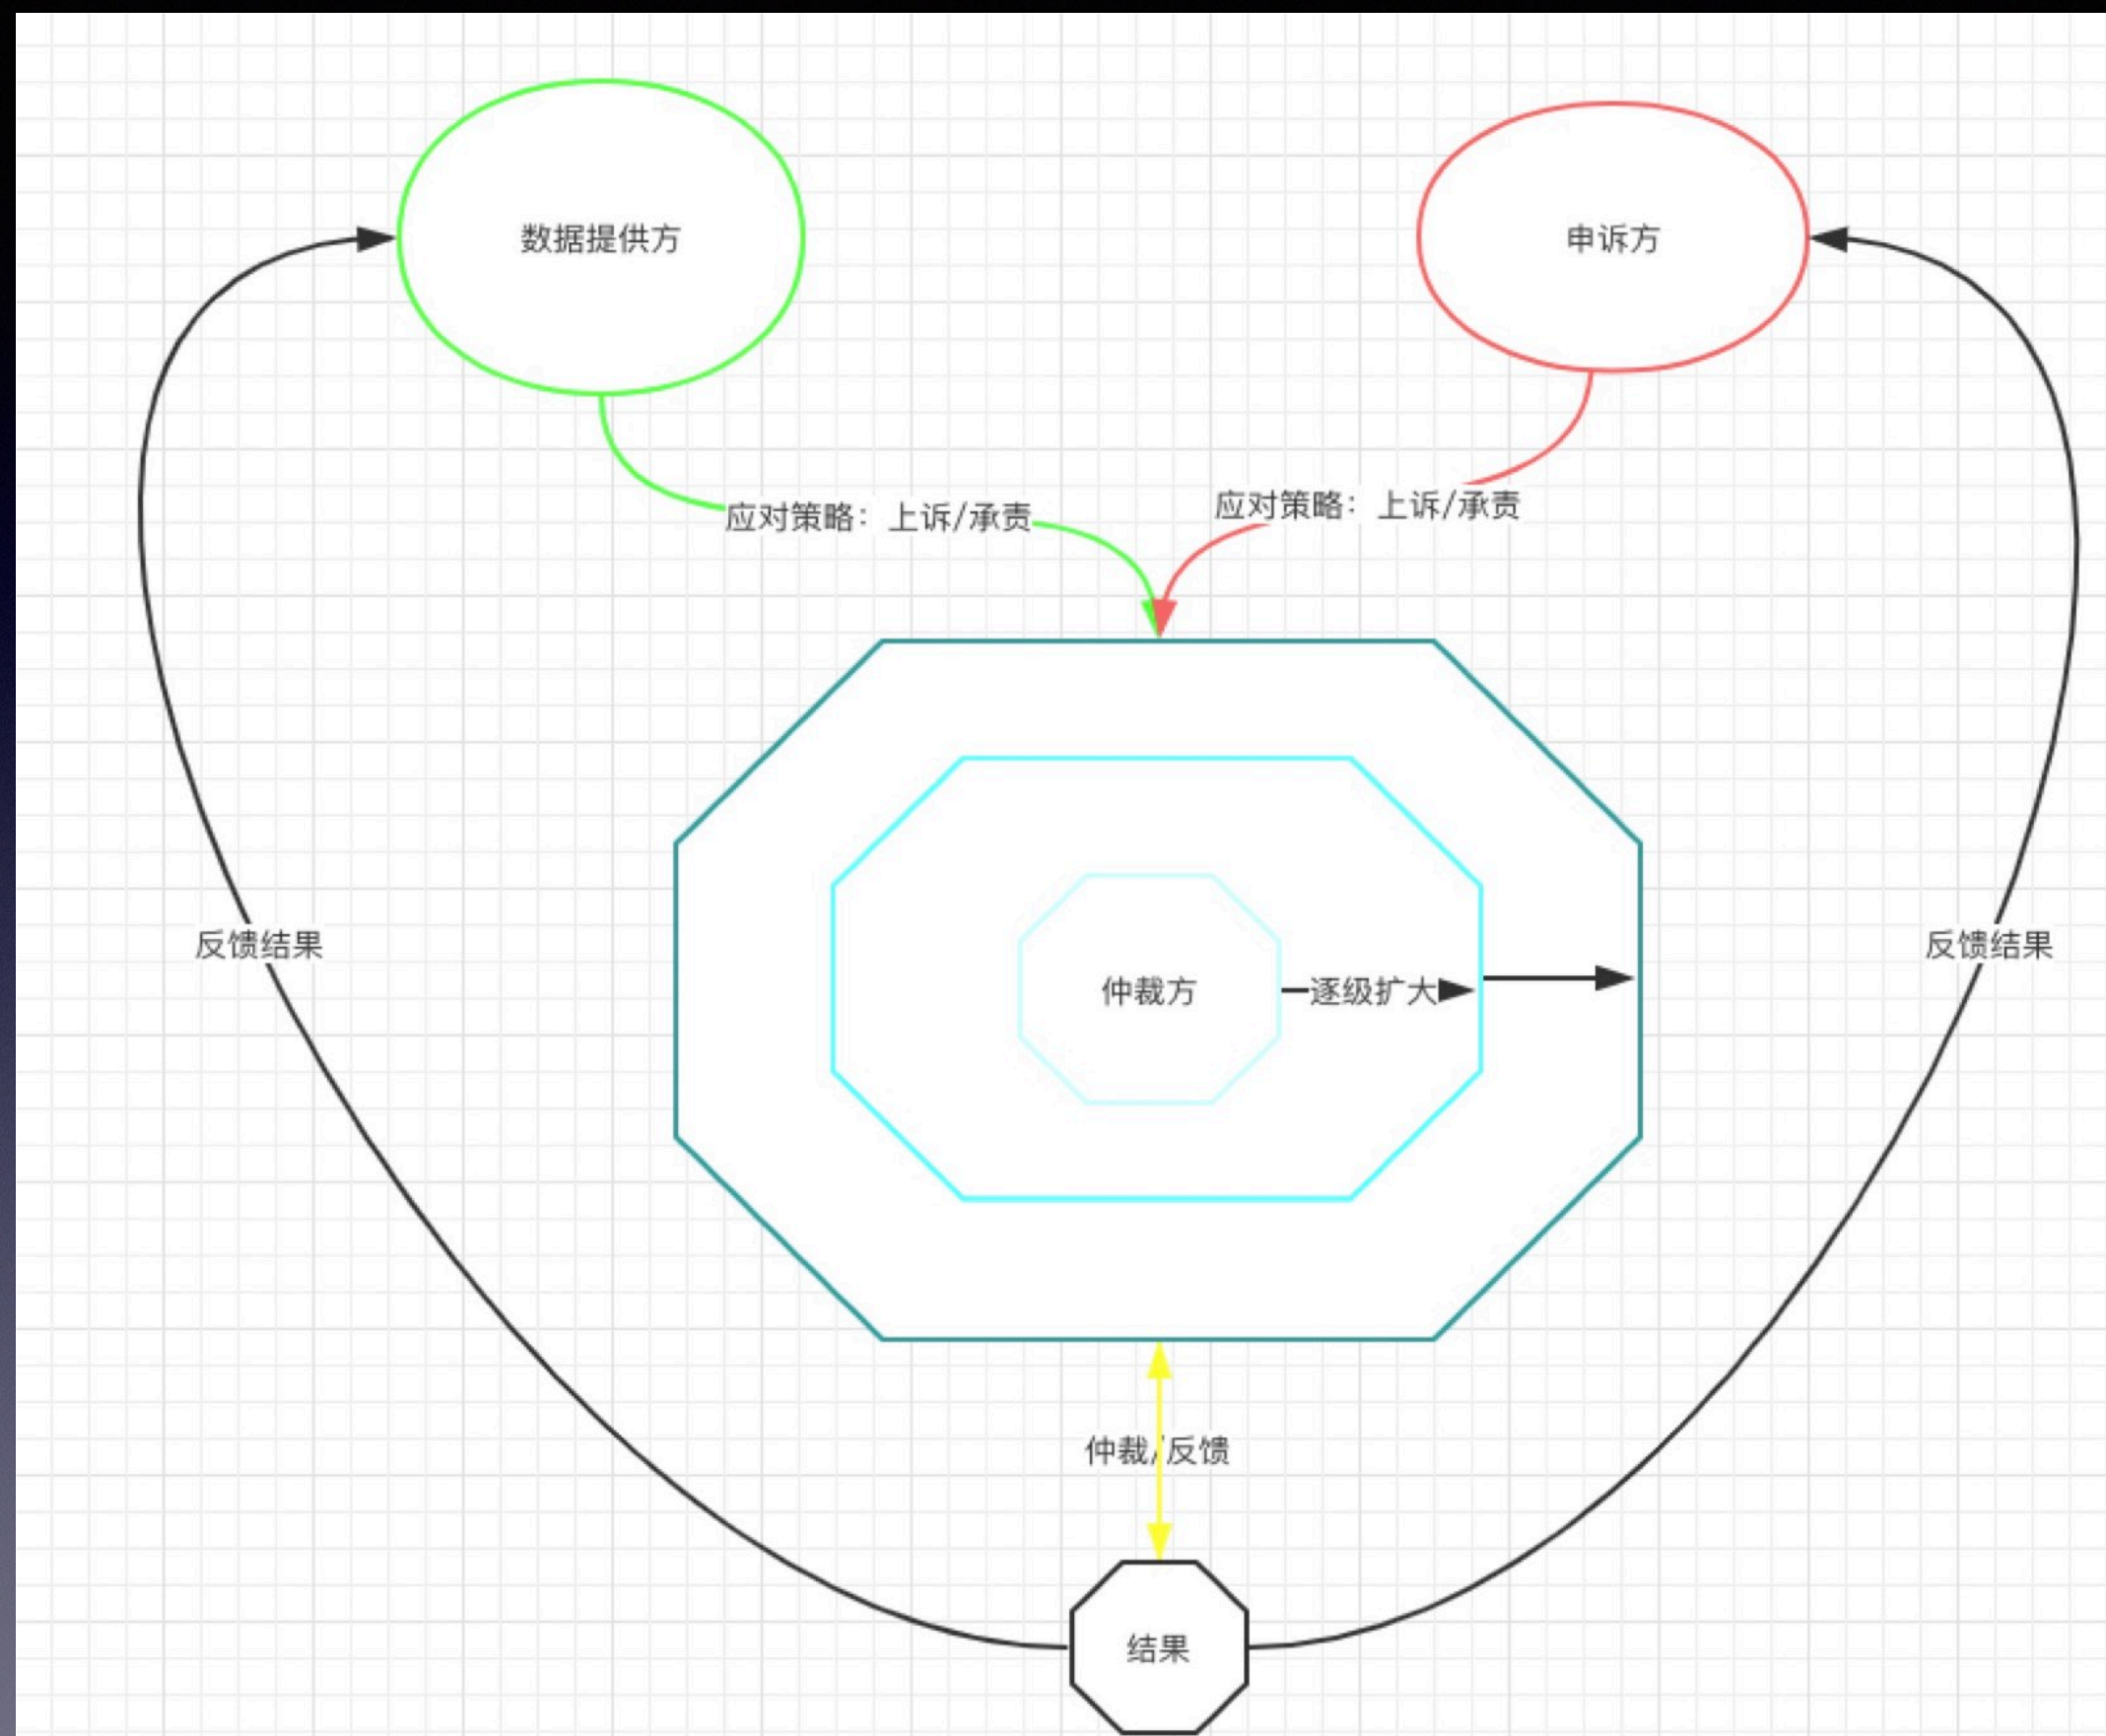 数据提供方
申诉方
应对策略：上诉/承责
应对策略：上诉/承责
仲裁方
逐级扩大
反馈结果
反馈结果
仲裁/反馈
结果